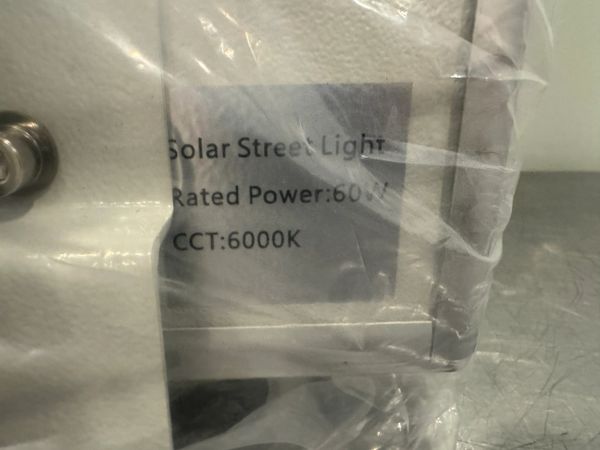 Solar Street Light
Rated Power:60W
CCT:6000K